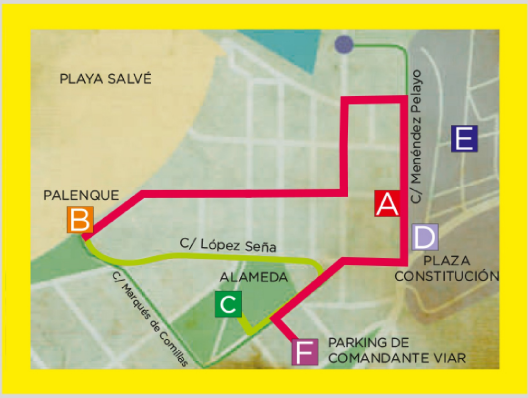 PLAYA SALVÉ
C/ Menéndez Pelayo
E
PALENQUE
B
A
D
C/ López Seña
PLAZA
CONSTITUCIÓN
ALAMEDA
C
C/ Marqués de Comillas
F
PARKING DE
COMANDANTE VIAR